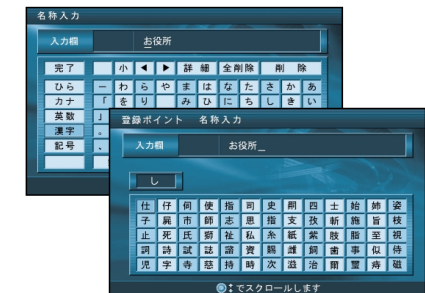 名称入力
入力欄 お役所
完了 小 ◀ ▶ 詳細 全削除 削除
ひら ー わ ら や ま は な た さ か あ
カナ 「 を り み ひ に ち し き い
英数 」
漢字 。
記号 、
登録ポイント 名称入力
入力欄 お役所_
し
仕 仔 伺 使 指 司 史 嗣 四 士 始 姉 姿
子 屍 市 師 志 思 指 支 孜 斬 施 旨 枝
止 死 氏 獅 祉 私 糸 紙 紫 肢 脂 至 視
詞 詩 試 誌 諮 資 賜 雌 飼 歯 事 似 侍
児 字 寺 慈 持 時 次 滋 治 爾 璽 痔 磁
でスクロールします